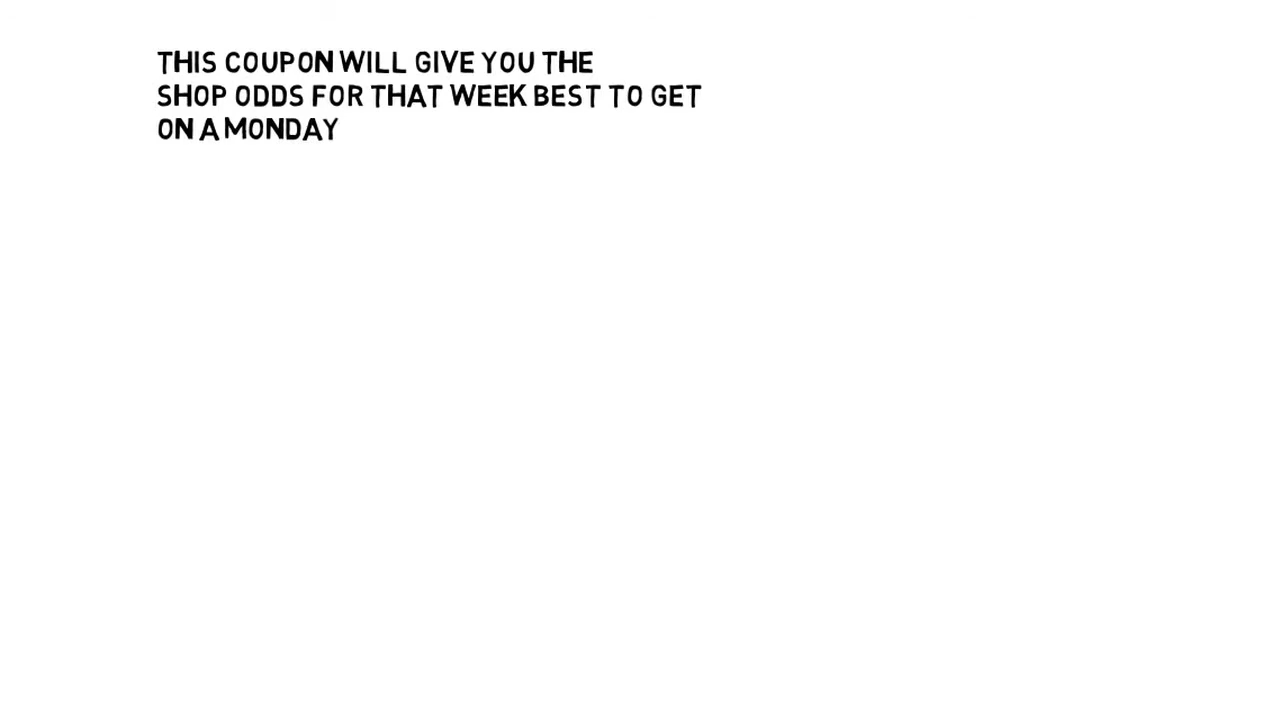 THIS COUPON WILL GIVE YOU THE
SHOP ODDS FOR THAT WEEK BEST TO GET
ON A MONDAY